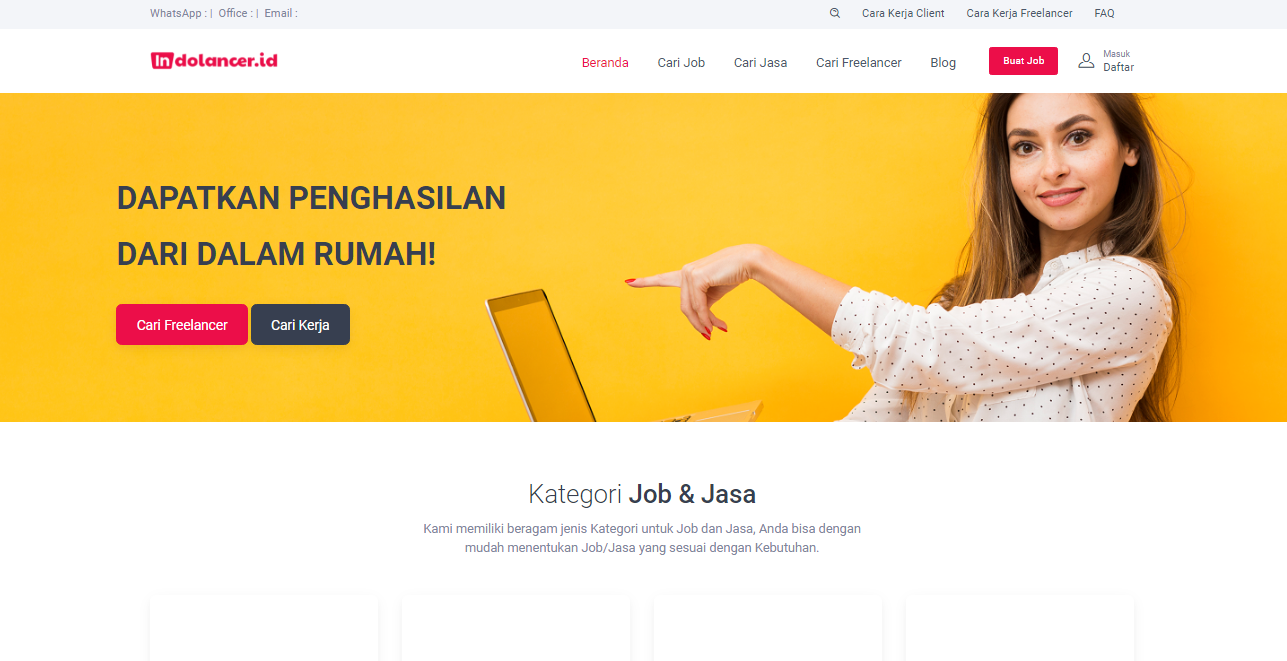 WhatsApp : | Office : | Email :
Cara Kerja Client
Cara Kerja Freelancer
FAQ
Indolancer.id
Beranda
Cari Job
Cari Jasa
Cari Freelancer
Blog
Buat Job
Masuk
Daftar
DAPATKAN PENGHASILAN
DARI DALAM RUMAH!
Cari Freelancer
Cari Kerja
Kategori Job & Jasa
Kami memiliki beragam jenis Kategori untuk Job dan Jasa, Anda bisa dengan
mudah menentukan Job/Jasa yang sesuai dengan Kebutuhan.